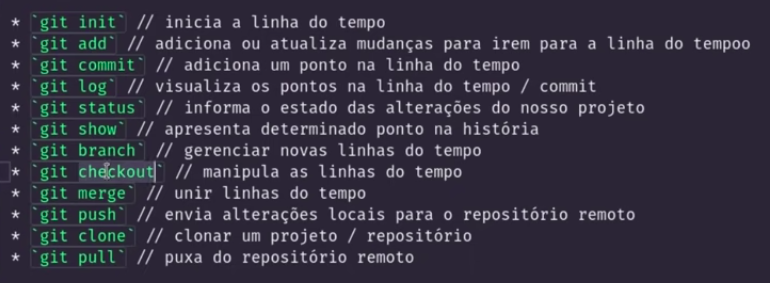 * `git init` // inicia a linha do tempo
* `git add` // adiciona ou atualiza mudanças para irem para a linha do tempoo
* `git commit` // adiciona um ponto na linha do tempo
* `git log` // visualiza os pontos na linha do tempo / commit
* `git status` // informa o estado das alterações do nosso projeto
* `git show` // apresenta determinado ponto na história
* `git branch` // gerenciar novas linhas do tempo
* `git checkout` // manipula as linhas do tempo
* `git merge` // unir linhas do tempo
* `git push` // envia alterações locais para o repositório remoto
* `git clone` // clonar um projeto / repositório
* `git pull` // puxa do repositório remoto